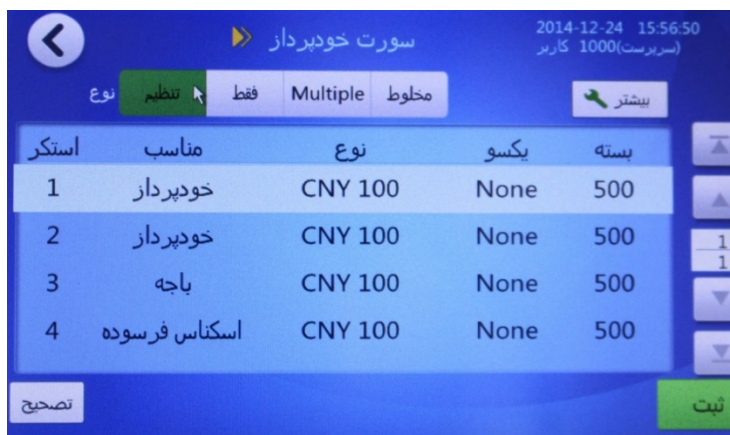 سورت خودپرداز
2014-12-24 15:56:50
کاربر 1000(سرپرست)
نوع تنظیم فقط Multiple مخلوط
بیشتر
استکر مناسب نوع یکسو بسته
1 خودپرداز CNY 100 None 500
2 خودپرداز CNY 100 None 500
3 باجه CNY 100 None 500
4 اسکناس فرسوده CNY 100 None 500
1
1
تصحیح
ثبت